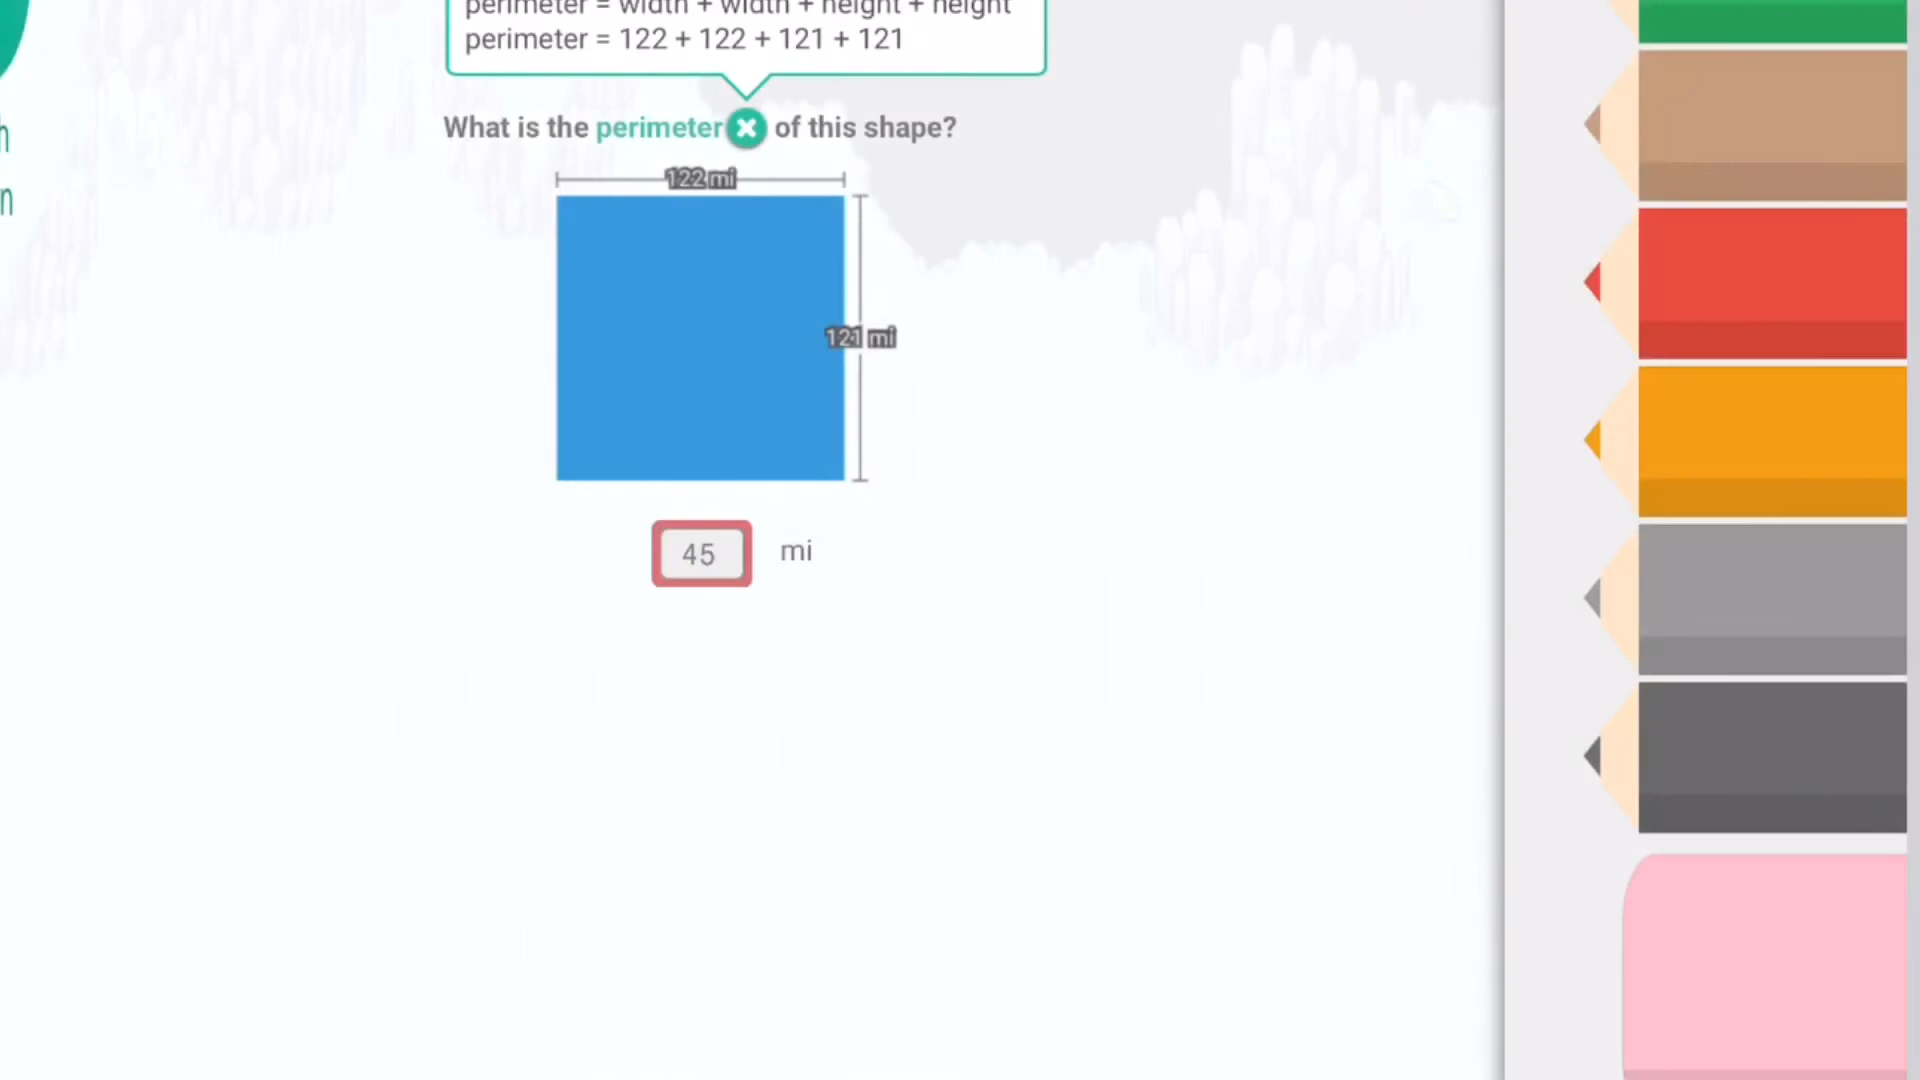 perimeter = width + width + height + height
perimeter = 122 + 122 + 121 + 121
h
What is the perimeter of this shape?
122 mi
n
121 mi
45 mi